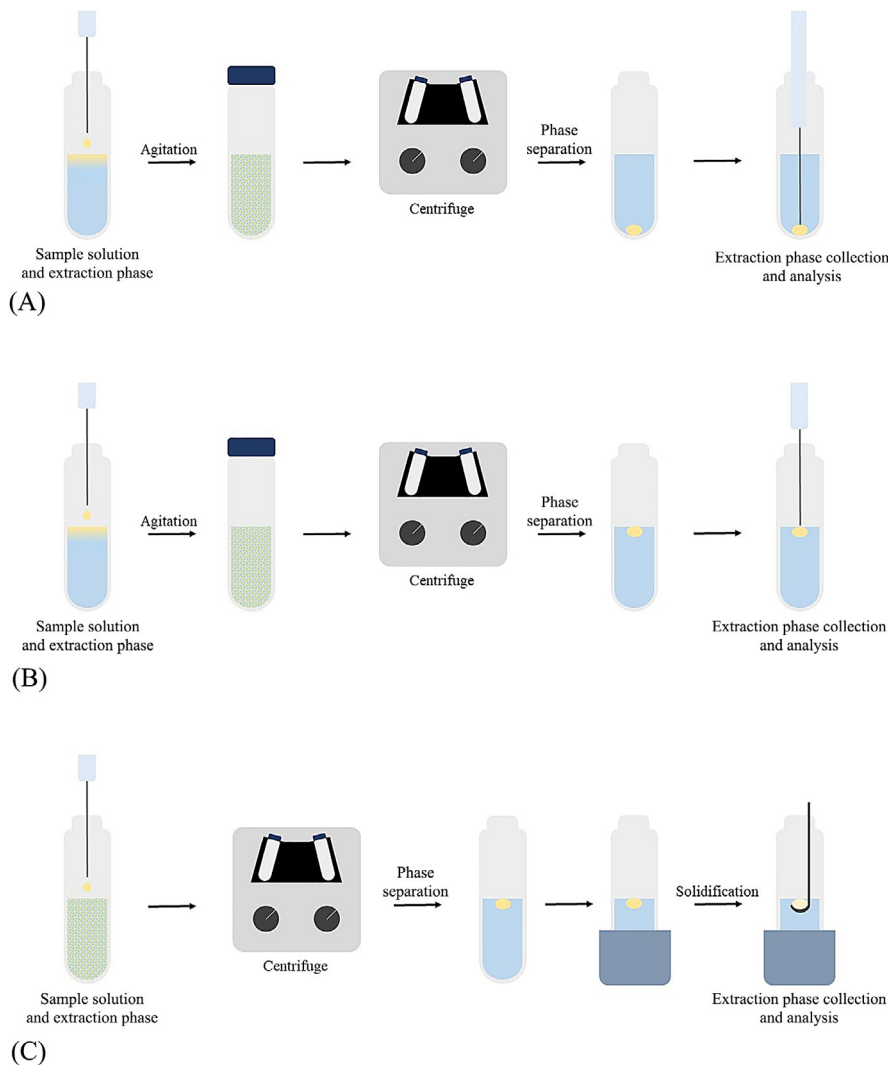 Agitation
Phase
separation
Centrifuge
Sample solution
and extraction phase
Extraction phase collection
and analysis
(A)
Agitation
Phase
separation
Centrifuge
Sample solution
and extraction phase
Extraction phase collection
and analysis
(B)
Phase
separation
Solidification
Centrifuge
Sample solution
and extraction phase
Extraction phase collection
and analysis
(C)